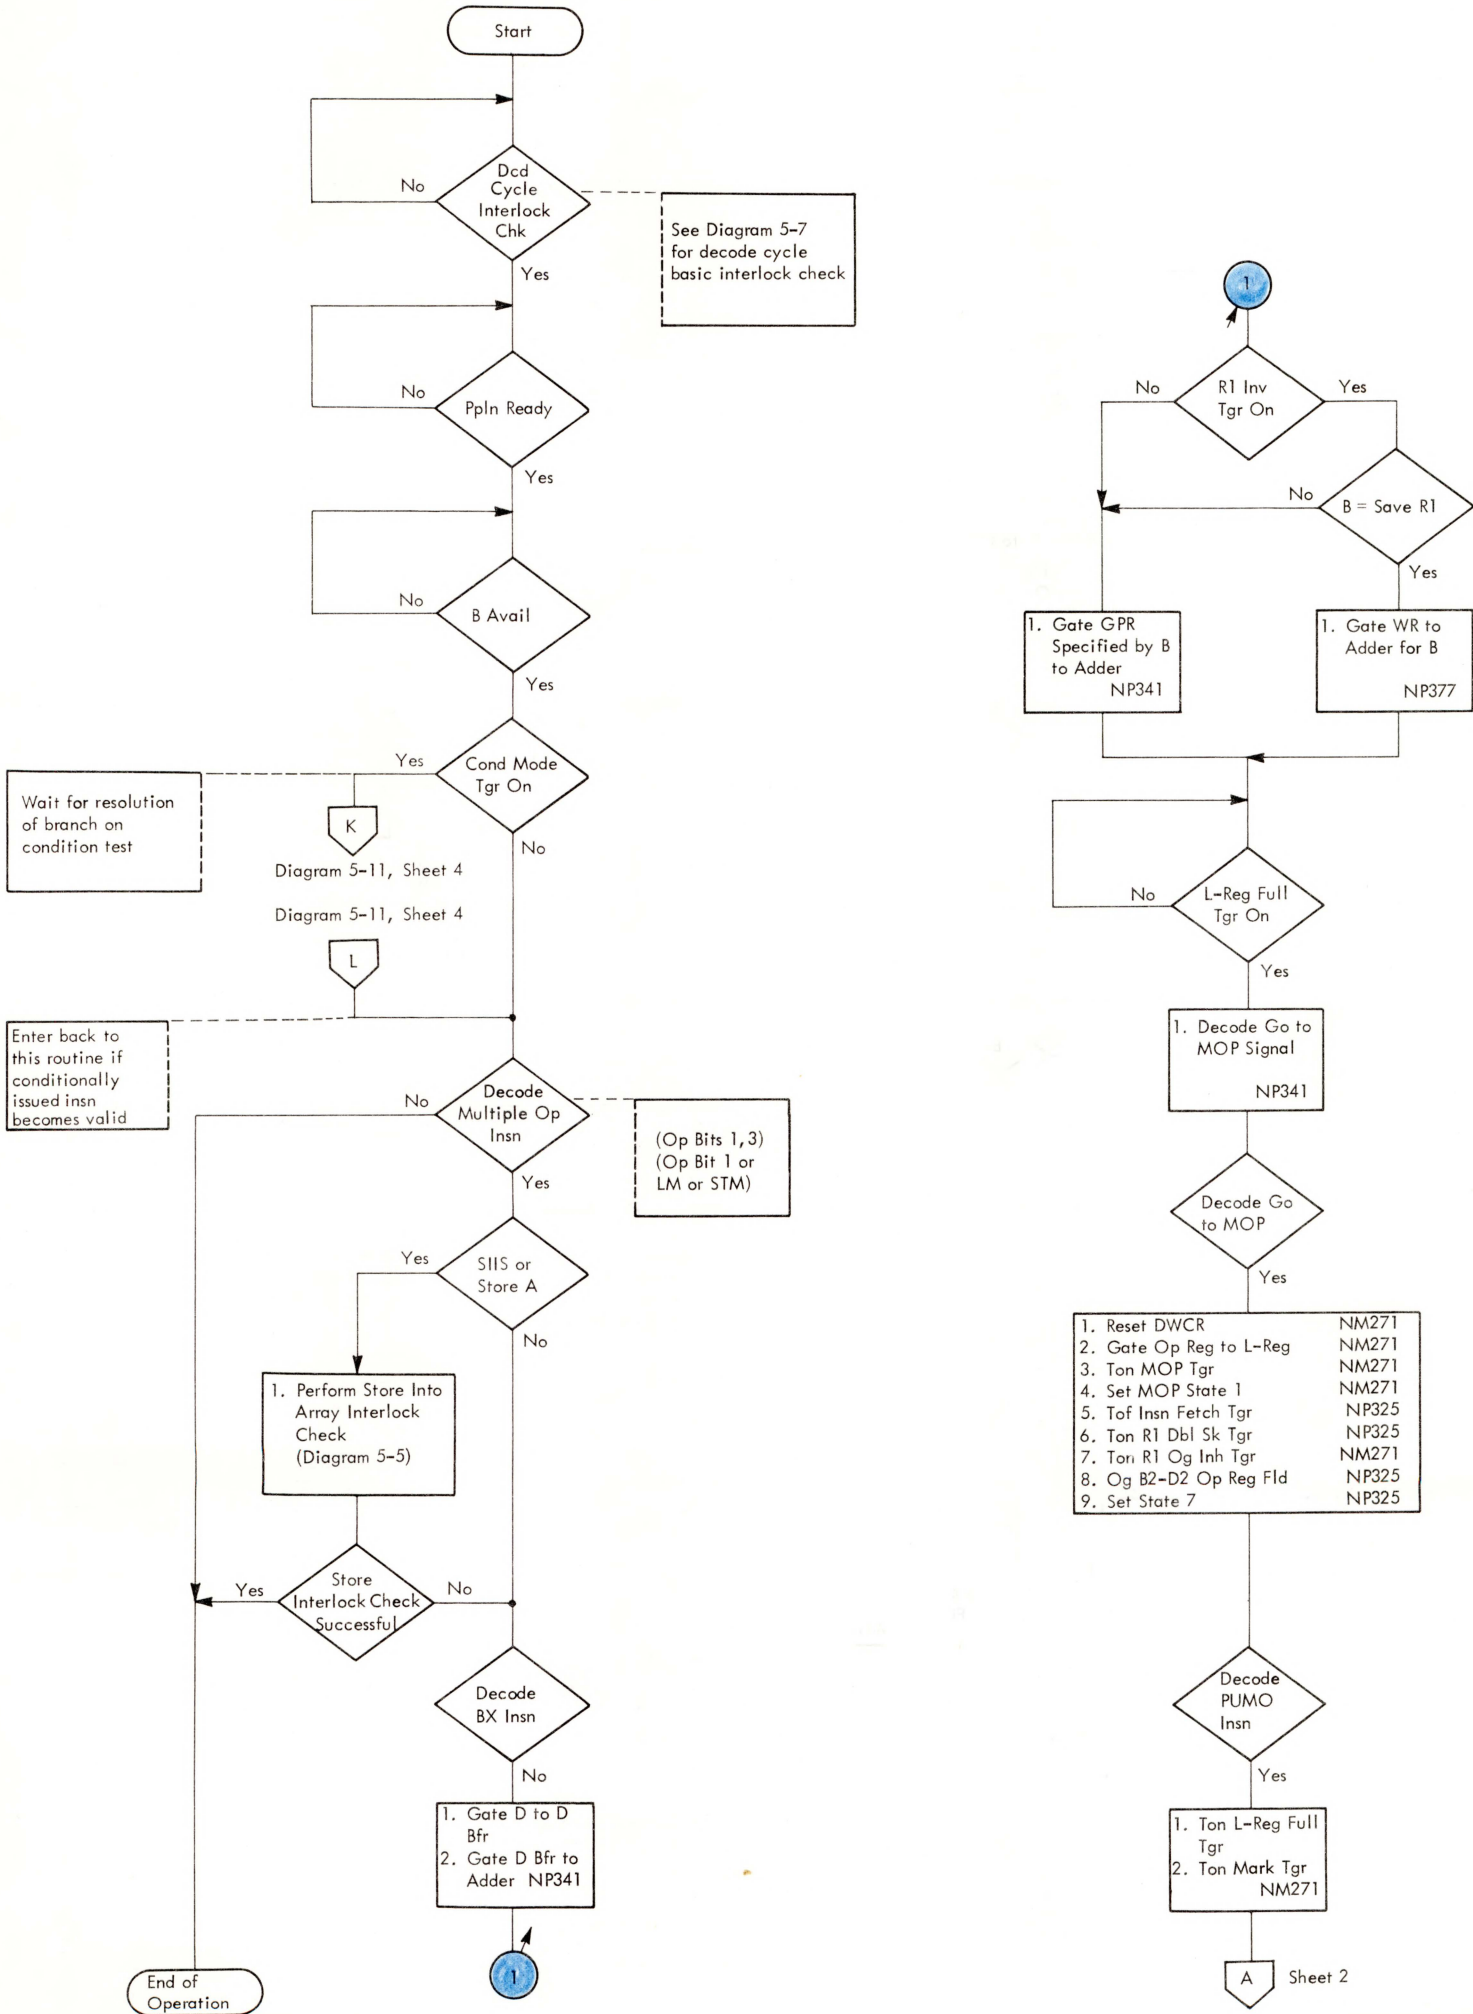 Start
Dcd
Cycle
Interlock
Chk
No
Yes
See Diagram 5-7
for decode cycle
basic interlock check
Ppln Ready
No
Yes
B Avail
No
Yes
Cond Mode
Tgr On
Yes
No
Wait for resolution
of branch on
condition test
K
Diagram 5-11, Sheet 4
Diagram 5-11, Sheet 4
L
Enter back to
this routine if
conditionally
issued insn
becomes valid
Decode
Multiple Op
Insn
No
Yes
(Op Bits 1,3)
(Op Bit 1 or
LM or STM)
SIIS or
Store A
Yes
No
1. Perform Store Into
Array Interlock
Check
(Diagram 5-5)
Store
Interlock Check
Successful
Yes
No
Decode
BX Insn
No
1. Gate D to D
Bfr
2. Gate D Bfr to
Adder NP341
1
End of
Operation
1
R1 Inv
Tgr On
No
Yes
B = Save R1
No
Yes
1. Gate GPR
Specified by B
to Adder
NP341
1. Gate WR to
Adder for B
NP377
L-Reg Full
Tgr On
No
Yes
1. Decode Go to
MOP Signal
NP341
Decode Go
to MOP
Yes
1. Reset DWCR NM271
2. Gate Op Reg to L-Reg NM271
3. Ton MOP Tgr NM271
4. Set MOP State 1 NM271
5. Tof Insn Fetch Tgr NP325
6. Ton R1 Dbl Sk Tgr NP325
7. Ton R1 Og Inh Tgr NM271
8. Og B2-D2 Op Reg Fld NP325
9. Set State 7 NP325
Decode
PUMO
Insn
Yes
1. Ton L-Reg Full
Tgr
2. Ton Mark Tgr
NM271
A Sheet 2